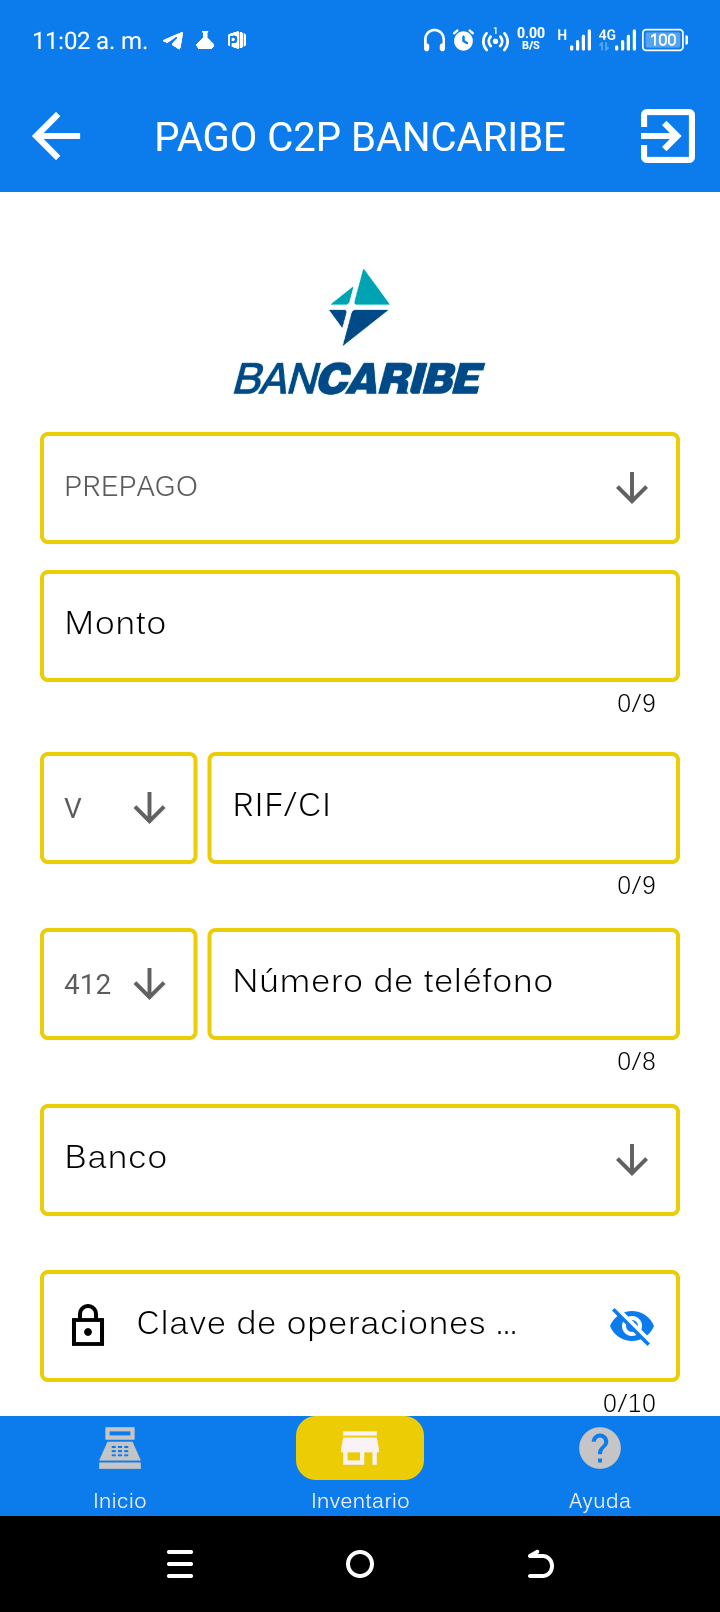 11:02 a. m.
0.00
B/S
H
4G
100
PAGO C2P BANCARIBE
BANCARIBE
PREPAGO
Monto
0/9
V
RIF/CI
0/9
412
Número de teléfono
0/8
Banco
Clave de operaciones ...
0/10
Inicio
Inventario
Ayuda